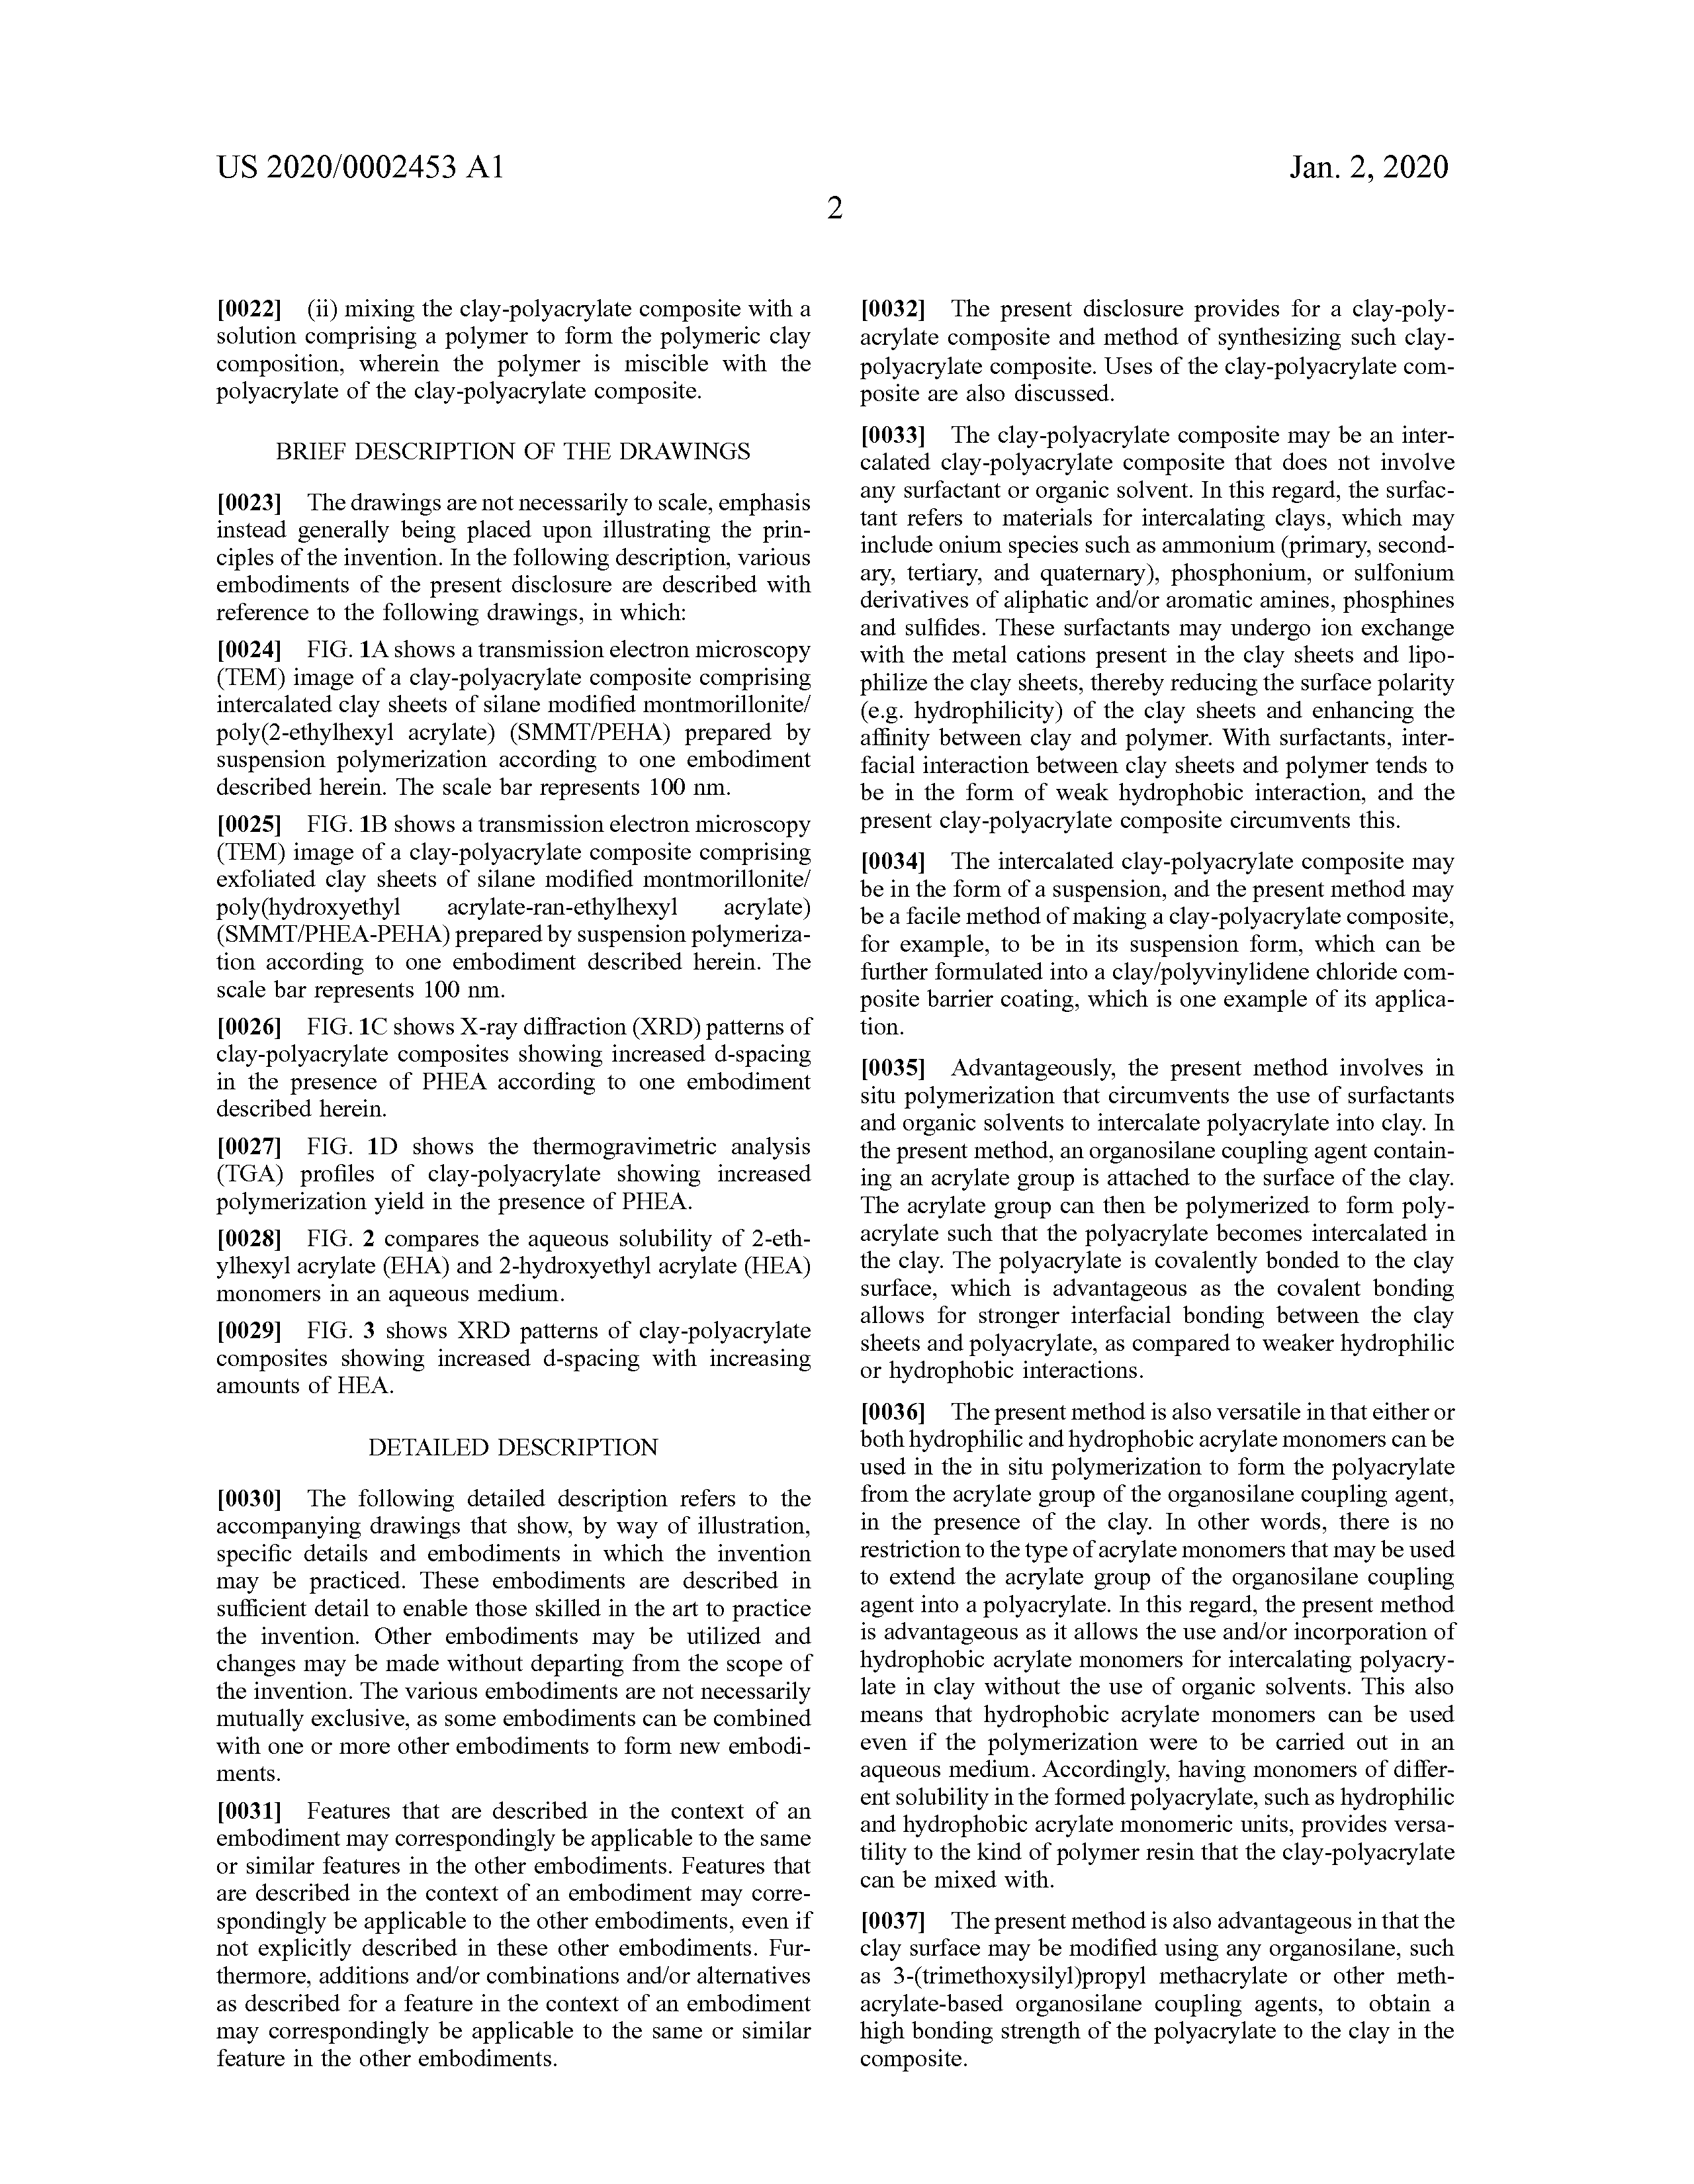 US 2020/0002453 A1
Jan. 2, 2020
2
[0022] (ii) mixing the clay-polyacrylate composite with a
solution comprising a polymer to form the polymeric clay
composition, wherein the polymer is miscible with the
polyacrylate of the clay-polyacrylate composite.
BRIEF DESCRIPTION OF THE DRAWINGS
[0023] The drawings are not necessarily to scale, emphasis
instead generally being placed upon illustrating the prin-
ciples of the invention. In the following description, various
embodiments of the present disclosure are described with
reference to the following drawings, in which:
[0024] FIG. 1A shows a transmission electron microscopy
(TEM) image of a clay-polyacrylate composite comprising
intercalated clay sheets of silane modified montmorillonite/
poly(2-ethylhexyl acrylate) (SMMT/PEHA) prepared by
suspension polymerization according to one embodiment
described herein. The scale bar represents 100 nm.
[0025] FIG. 1B shows a transmission electron microscopy
(TEM) image of a clay-polyacrylate composite comprising
exfoliated clay sheets of silane modified montmorillonite/
poly(hydroxyethyl acrylate-ran-ethylhexyl acrylate)
(SMMT/PHEA-PEHA) prepared by suspension polymeriza-
tion according to one embodiment described herein. The
scale bar represents 100 nm.
[0026] FIG. 1C shows X-ray diffraction (XRD) patterns of
clay-polyacrylate composites showing increased d-spacing
in the presence of PHEA according to one embodiment
described herein.
[0027] FIG. 1D shows the thermogravimetric analysis
(TGA) profiles of clay-polyacrylate showing increased
polymerization yield in the presence of PHEA.
[0028] FIG. 2 compares the aqueous solubility of 2-eth-
ylhexyl acrylate (EHA) and 2-hydroxyethyl acrylate (HEA)
monomers in an aqueous medium.
[0029] FIG. 3 shows XRD patterns of clay-polyacrylate
composites showing increased d-spacing with increasing
amounts of HEA.
DETAILED DESCRIPTION
[0030] The following detailed description refers to the
accompanying drawings that show, by way of illustration,
specific details and embodiments in which the invention
may be practiced. These embodiments are described in
sufficient detail to enable those skilled in the art to practice
the invention. Other embodiments may be utilized and
changes may be made without departing from the scope of
the invention. The various embodiments are not necessarily
mutually exclusive, as some embodiments can be combined
with one or more other embodiments to form new embodi-
ments.
[0031] Features that are described in the context of an
embodiment may correspondingly be applicable to the same
or similar features in the other embodiments. Features that
are described in the context of an embodiment may corre-
spondingly be applicable to the other embodiments, even if
not explicitly described in these other embodiments. Fur-
thermore, additions and/or combinations and/or alternatives
as described for a feature in the context of an embodiment
may correspondingly be applicable to the same or similar
feature in the other embodiments.
[0032] The present disclosure provides for a clay-poly-
acrylate composite and method of synthesizing such clay-
polyacrylate composite. Uses of the clay-polyacrylate com-
posite are also discussed.
[0033] The clay-polyacrylate composite may be an inter-
calated clay-polyacrylate composite that does not involve
any surfactant or organic solvent. In this regard, the surfac-
tant refers to materials for intercalating clays, which may
include onium species such as ammonium (primary, second-
ary, tertiary, and quaternary), phosphonium, or sulfonium
derivatives of aliphatic and/or aromatic amines, phosphines
and sulfides. These surfactants may undergo ion exchange
with the metal cations present in the clay sheets and lipo-
philize the clay sheets, thereby reducing the surface polarity
(e.g. hydrophilicity) of the clay sheets and enhancing the
affinity between clay and polymer. With surfactants, inter-
facial interaction between clay sheets and polymer tends to
be in the form of weak hydrophobic interaction, and the
present clay-polyacrylate composite circumvents this.
[0034] The intercalated clay-polyacrylate composite may
be in the form of a suspension, and the present method may
be a facile method of making a clay-polyacrylate composite,
for example, to be in its suspension form, which can be
further formulated into a clay/polyvinylidene chloride com-
posite barrier coating, which is one example of its applica-
tion.
[0035] Advantageously, the present method involves in
situ polymerization that circumvents the use of surfactants
and organic solvents to intercalate polyacrylate into clay. In
the present method, an organosilane coupling agent contain-
ing an acrylate group is attached to the surface of the clay.
The acrylate group can then be polymerized to form poly-
acrylate such that the polyacrylate becomes intercalated in
the clay. The polyacrylate is covalently bonded to the clay
surface, which is advantageous as the covalent bonding
allows for stronger interfacial bonding between the clay
sheets and polyacrylate, as compared to weaker hydrophilic
or hydrophobic interactions.
[0036] The present method is also versatile in that either or
both hydrophilic and hydrophobic acrylate monomers can be
used in the in situ polymerization to form the polyacrylate
from the acrylate group of the organosilane coupling agent,
in the presence of the clay. In other words, there is no
restriction to the type of acrylate monomers that may be used
to extend the acrylate group of the organosilane coupling
agent into a polyacrylate. In this regard, the present method
is advantageous as it allows the use and/or incorporation of
hydrophobic acrylate monomers for intercalating polyacry-
late in clay without the use of organic solvents. This also
means that hydrophobic acrylate monomers can be used
even if the polymerization were to be carried out in an
aqueous medium. Accordingly, having monomers of differ-
ent solubility in the formed polyacrylate, such as hydrophilic
and hydrophobic acrylate monomeric units, provides versa-
tility to the kind of polymer resin that the clay-polyacrylate
can be mixed with.
[0037] The present method is also advantageous in that the
clay surface may be modified using any organosilane, such
as 3-(trimethoxysilyl)propyl methacrylate or other meth-
acrylate-based organosilane coupling agents, to obtain a
high bonding strength of the polyacrylate to the clay in the
composite.